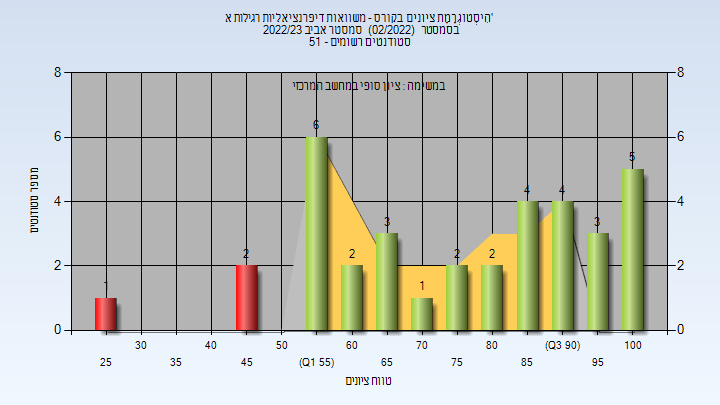 הִיסְטוֹגְרָמַת ציונים בקורס - משוואות דיפרנציאליות רגילות א'
בסמסטר (02/2022) סמסטר אביב 2022/23
סטודנטים רשומים - 51
במשימה : ציון סופי במחשב המרכזי
8 8
6 6
4 4
2 2
0 0
1 2 6 2 3 1 2 2 4 4 3 5
מספר סטודנטים
30 40 50 60 70 80 (Q3 90) 100
25 35 45 (Q1 55) 65 75 85 95
טווח ציונים